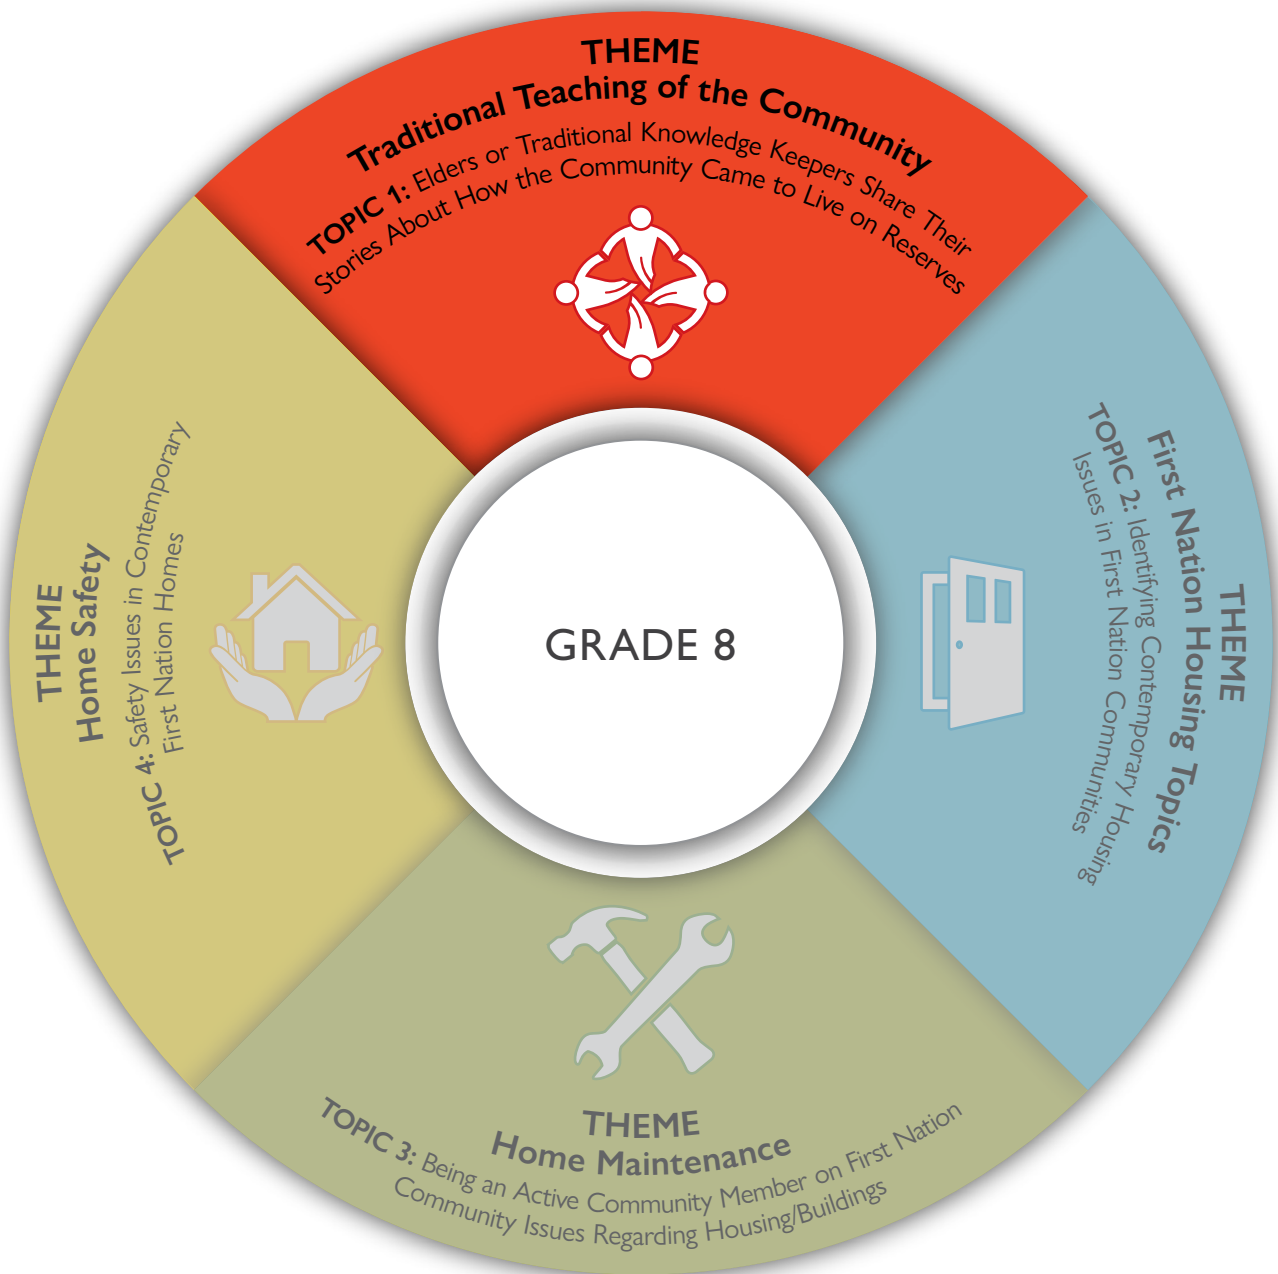 THEME
Traditional Teaching of the Community
TOPIC 1: Elders or Traditional Knowledge Keepers Share Their
Stories About How the Community Came to Live on Reserves
THEME
First Nation Housing Topics
TOPIC 2: Identifying Contemporary Housing
Issues in First Nation Communities
THEME
Home Maintenance
TOPIC 3: Being an Active Community Member on First Nation
Community Issues Regarding Housing/Buildings
THEME
Home Safety
TOPIC 4: Safety Issues in Contemporary
First Nation Homes
GRADE 8